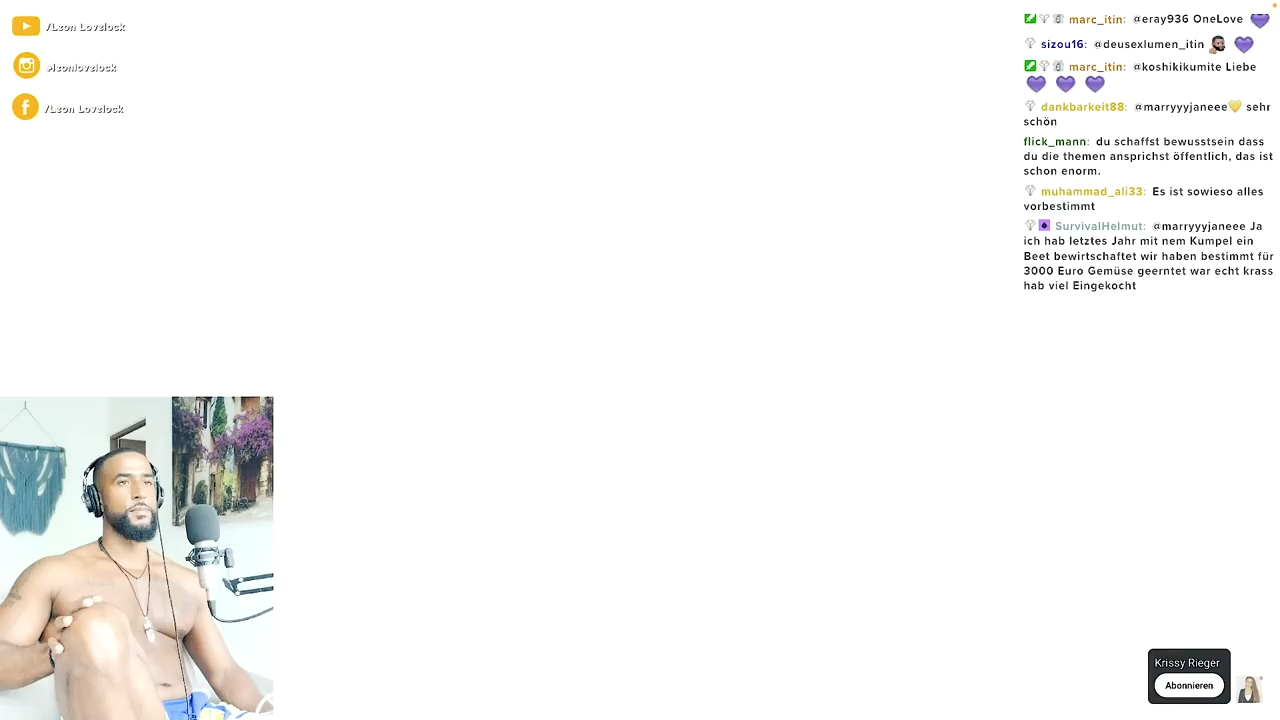 /Leon Lovelock
leonlovelock
/Leon Lovelock
marc_itin: @eray936 OneLove
sizou16: @deusexlumen_itin
marc_itin: @koshikikumite Liebe
dankbarkeit88: @marryyyjaneee💛 sehr
schön
flick_mann: du schaffst bewusstsein dass
du die themen ansprichst öffentlich, das ist
schon enorm.
muhammad_ali33: Es ist sowieso alles
vorbestimmt
SurvivalHelmut: @marryyyjaneee Ja
ich hab letztes Jahr mit nem Kumpel ein
Beet bewirtschaftet wir haben bestimmt für
3000 Euro Gemüse geerntet war echt krass
hab viel Eingekocht
Krissy Rieger
Abonnieren